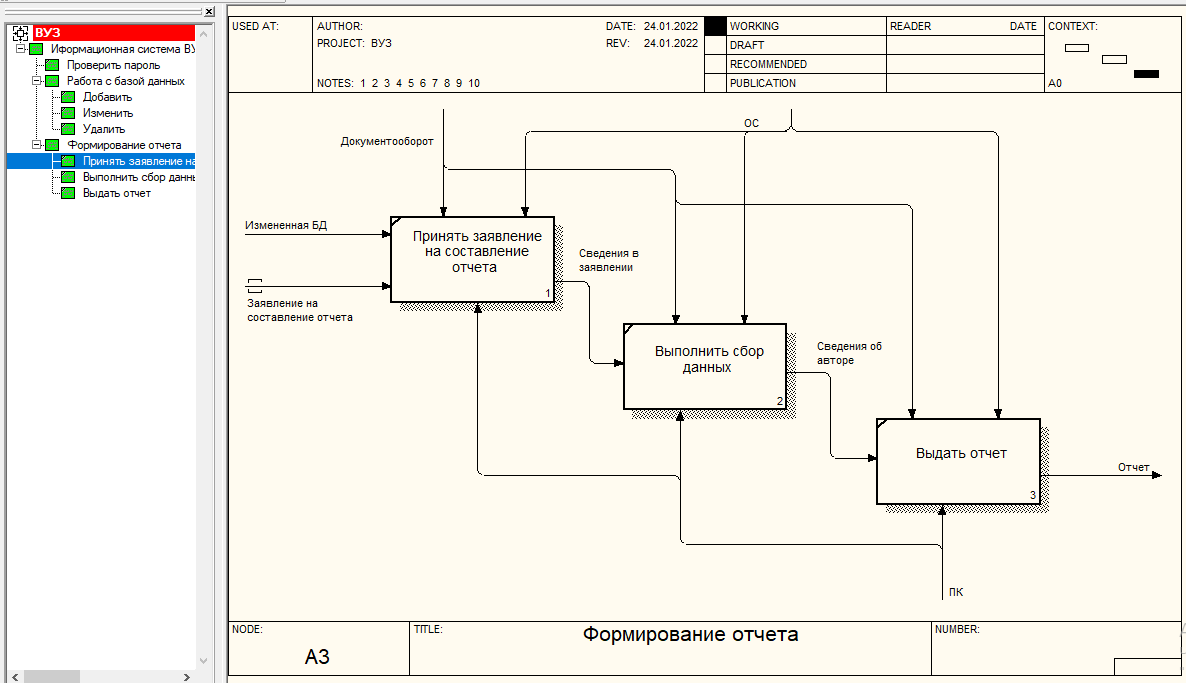 ВУЗ
Иформационная система ВУ
Проверить пароль
Работа с базой данных
Добавить
Изменить
Удалить
Формирование отчета
Принять заявление на
Выполнить сбор данн
Выдать отчет
USED AT:
AUTHOR:
DATE: 24.01.2022
PROJECT: ВУЗ
REV: 24.01.2022
NOTES: 1 2 3 4 5 6 7 8 9 10
WORKING
DRAFT
RECOMMENDED
PUBLICATION
READER
DATE
CONTEXT:
A0
Документооборот
ОС
Измененная БД
Заявление на
составление отчета
Принять заявление
на составление
отчета
1
Сведения в
заявлении
Выполнить сбор
данных
2
Сведения об
авторе
Выдать отчет
3
Отчет
ПК
NODE:
A3
TITLE:
Формирование отчета
NUMBER: